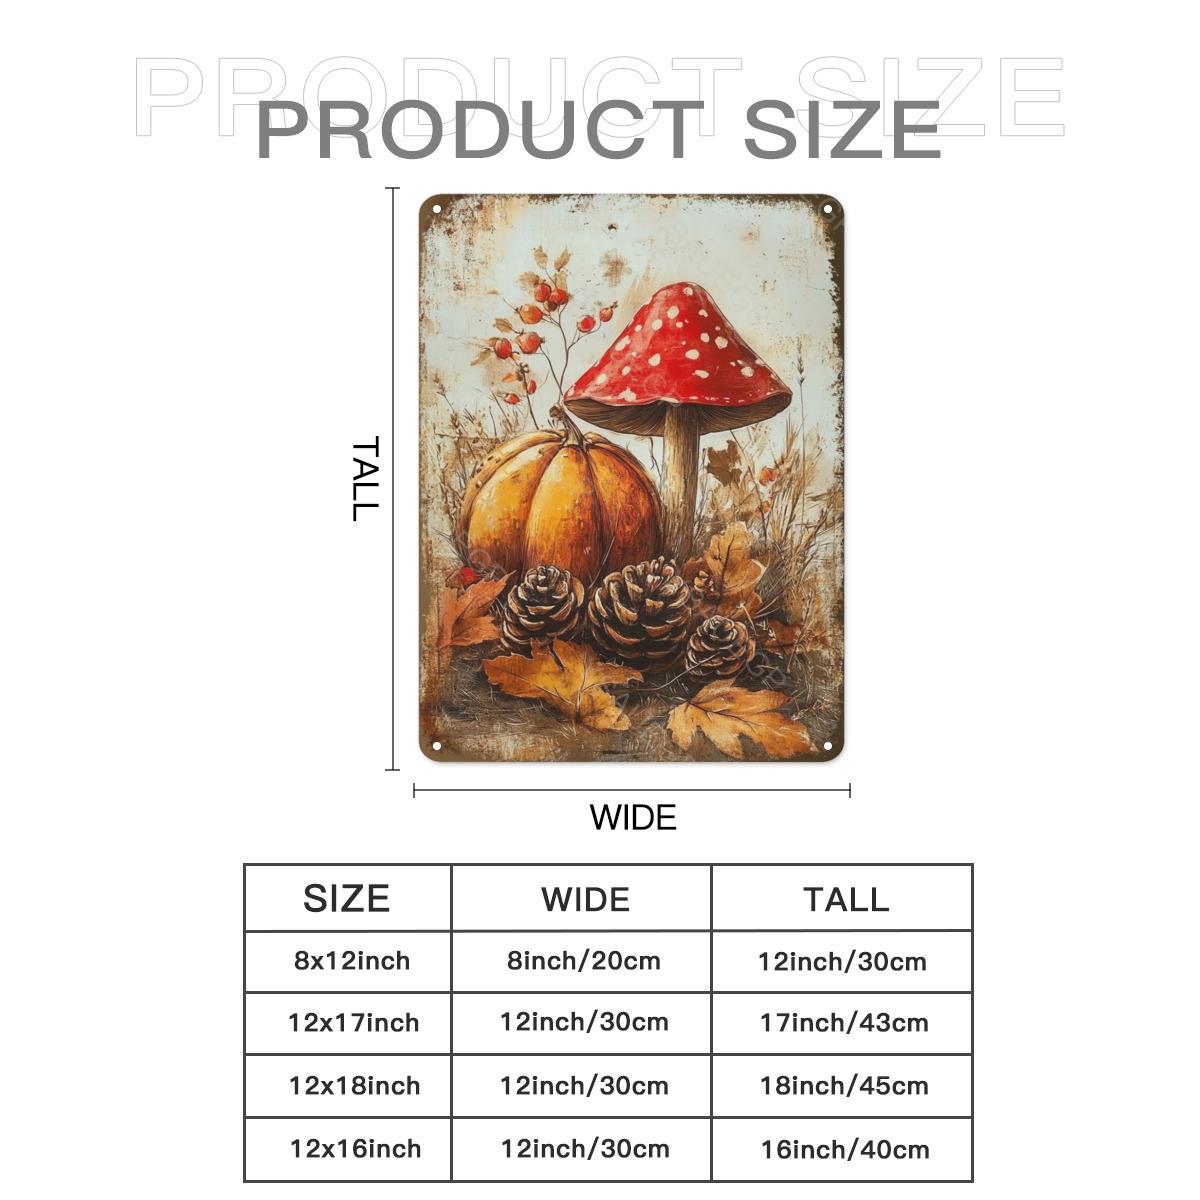 PRODUCT SIZE
PRODUCT SIZE
TALL
WIDE
SIZE WIDE TALL
8x12inch 8inch/20cm 12inch/30cm
12x17inch 12inch/30cm 17inch/43cm
12x18inch 12inch/30cm 18inch/45cm
12x16inch 12inch/30cm 16inch/40cm